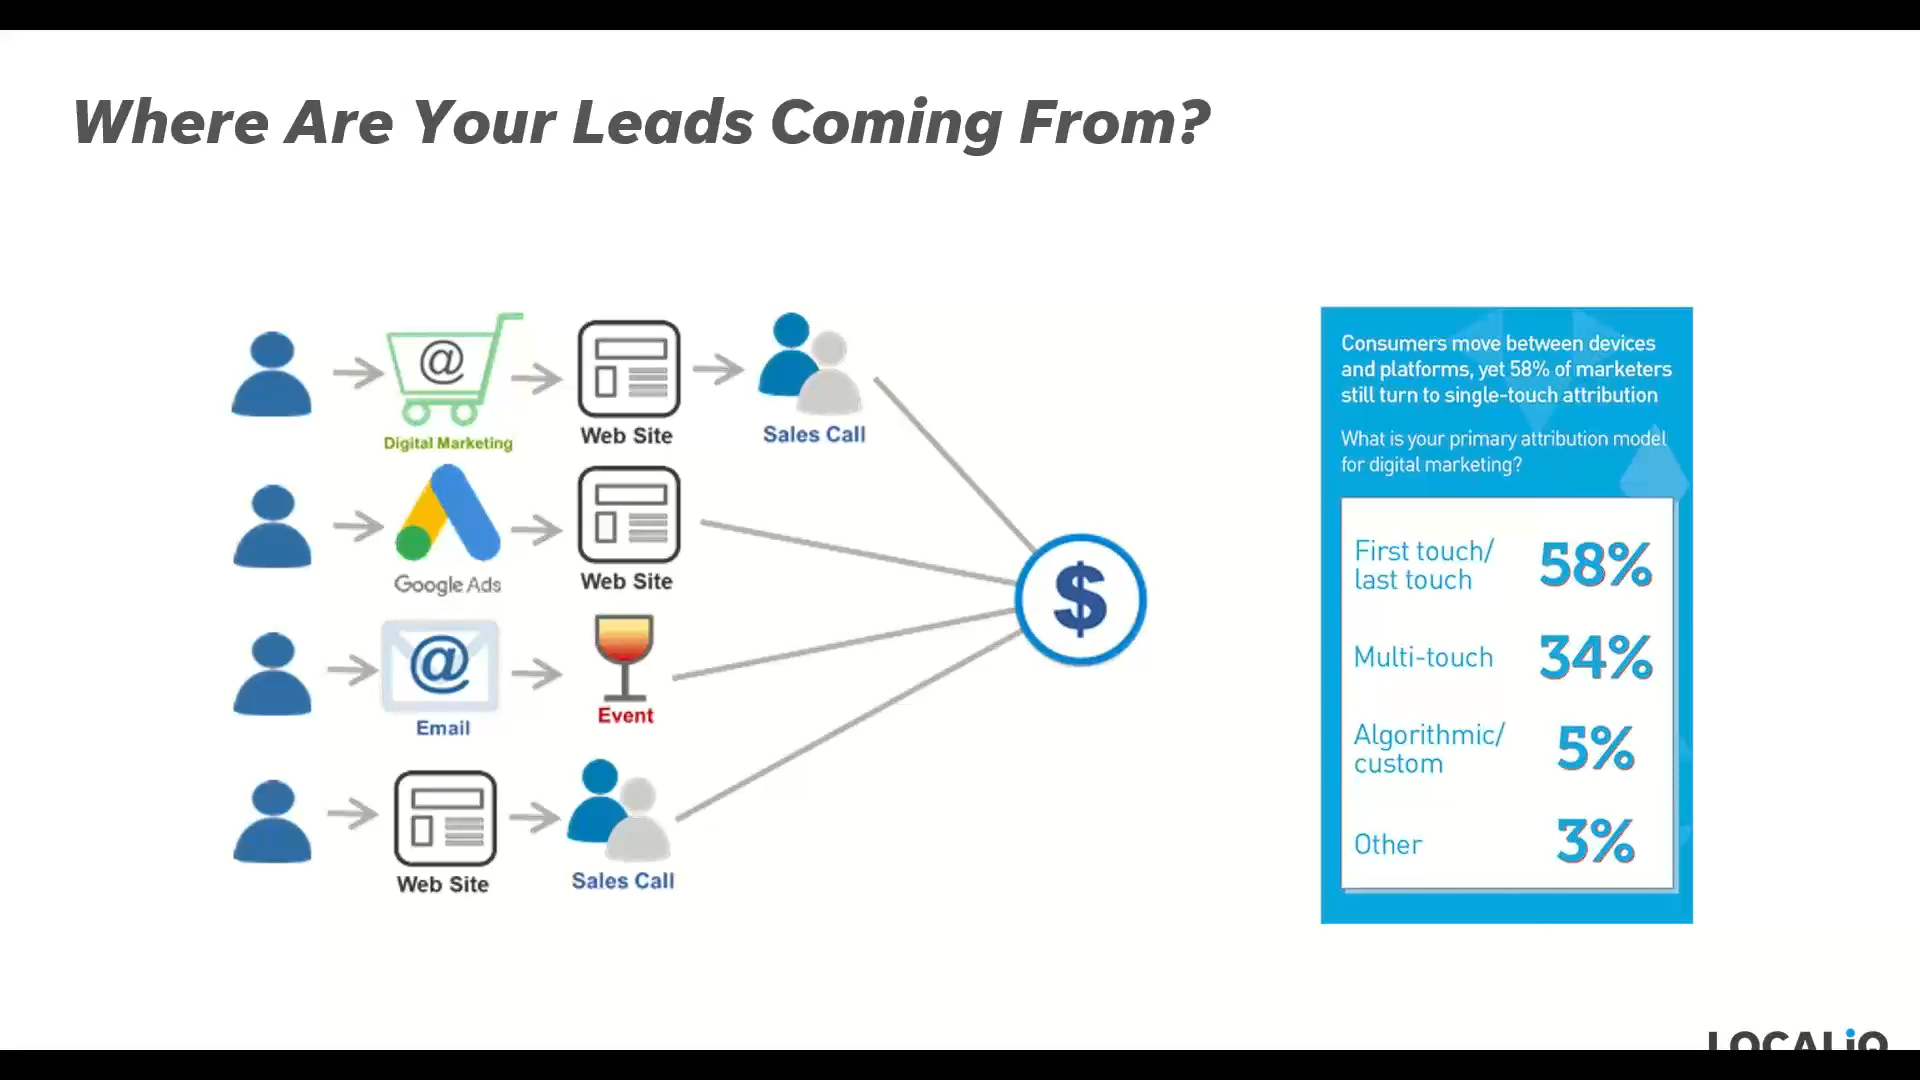 Where Are Your Leads Coming From?
@
Digital Marketing
Web Site
Sales Call
Google Ads
Web Site
@
Email
Event
Web Site
Sales Call
$
Consumers move between devices
and platforms, yet 58% of marketers
still turn to single-touch attribution
What is your primary attribution model
for digital marketing?
First touch/
last touch
58%
Multi-touch
34%
Algorithmic/
custom
5%
Other
3%
LOCALiQ